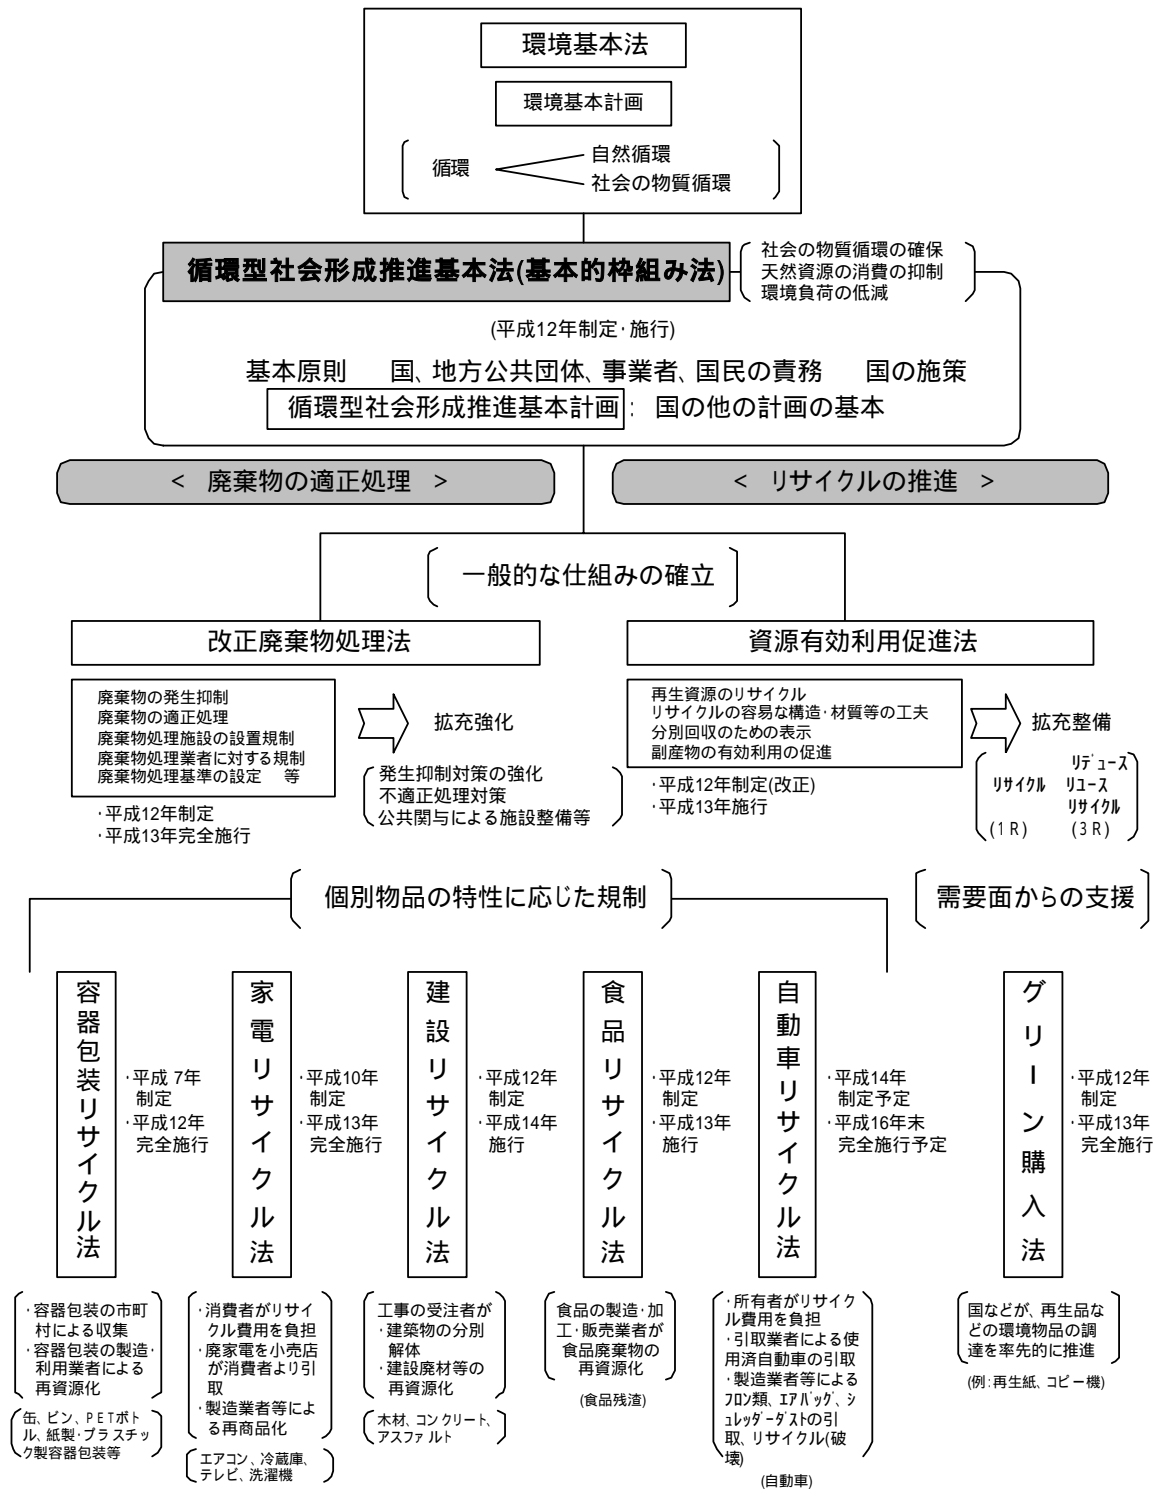 環境基本法
環境基本計画
循環
自然循環
社会の物質循環
循環型社会形成推進基本法(基本的枠組み法)
社会の物質循環の確保
天然資源の消費の抑制
環境負荷の低減
(平成12年制定·施行)
基本原則 国、地方公共団体、事業者、国民の責務 国の施策
循環型社会形成推進基本計画 : 国の他の計画の基本
< 廃棄物の適正処理 >
< リサイクルの推進 >
一般的な仕組みの確立
改正廃棄物処理法
廃棄物の発生抑制
廃棄物の適正処理
廃棄物処理施設の設置規制
廃棄物処理業者に対する規制
廃棄物処理基準の設定 等
·平成12年制定
·平成13年完全施行
拡充強化
発生抑制対策の強化
不適正処理対策
公共関与による施設整備等
資源有効利用促進法
再生資源のリサイクル
リサイクルの容易な構造·材質等の工夫
分別回収のための表示
副産物の有効利用の促進
·平成12年制定(改正)
·平成13年施行
拡充整備
リデュース
リサイクル リユース
リサイクル
(1R) (3R)
個別物品の特性に応じた規制
需要面からの支援
容器包装リサイクル法
·平成 7年
制定
·平成12年
完全施行
·容器包装の市町
村による収集
·容器包装の製造·
利用業者による
再資源化
缶、ビン、PETボト
ル、紙製·プラスチッ
ク製容器包装等
家電リサイクル法
·平成10年
制定
·平成13年
完全施行
·消費者がリサイ
クル費用を負担
·廃家電を小売店
が消費者より引
取
·製造業者等によ
る再商品化
エアコン、冷蔵庫、
テレビ、洗濯機
建設リサイクル法
·平成12年
制定
·平成14年
施行
工事の受注者が
·建築物の分別
解体
·建設廃材等の
再資源化
木材、コンクリート、
アスファルト
食品リサイクル法
·平成12年
制定
·平成13年
施行
食品の製造·加
工·販売業者が
食品廃棄物の
再資源化
(食品残渣)
自動車リサイクル法
·平成14年
制定予定
·平成16年末
完全施行予定
·所有者がリサイク
ル費用を負担
·引取業者による使
用済自動車の引取
·製造業者等による
フロン類、エアバッグ、シ
ュレッダーダストの引
取、リサイクル(破
壊)
(自動車)
グリーン購入法
·平成12年
制定
·平成13年
完全施行
国などが、再生品な
どの環境物品の調
達を率先的に推進
(例:再生紙、コピー機)